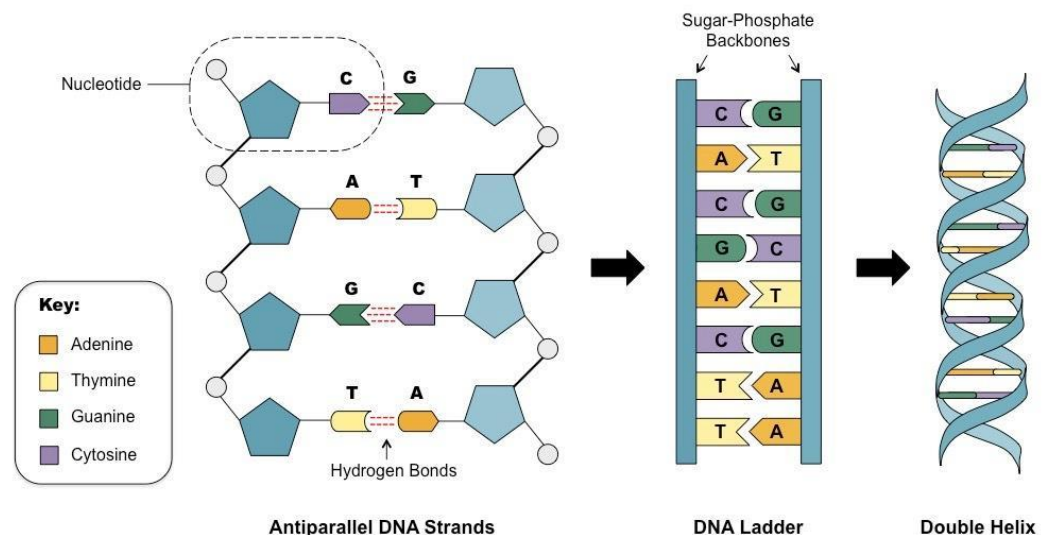 Nucleotide
C G
A T
G C
T A
Hydrogen Bonds
Key:
Adenine
Thymine
Guanine
Cytosine
Antiparallel DNA Strands
Sugar-Phosphate
Backbones
C G
A T
C G
G C
A T
C G
T A
T A
DNA Ladder
Double Helix